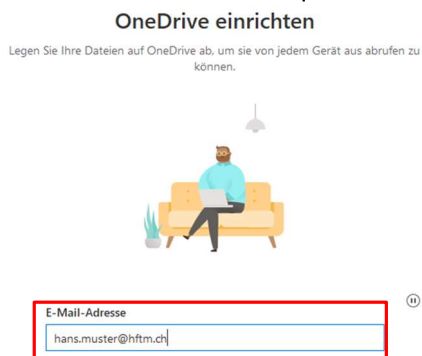 OneDrive einrichten
Legen Sie Ihre Dateien auf OneDrive ab, um sie von jedem Gerät aus abrufen zu
können.
E-Mail-Adresse
hans.muster@hftm.ch